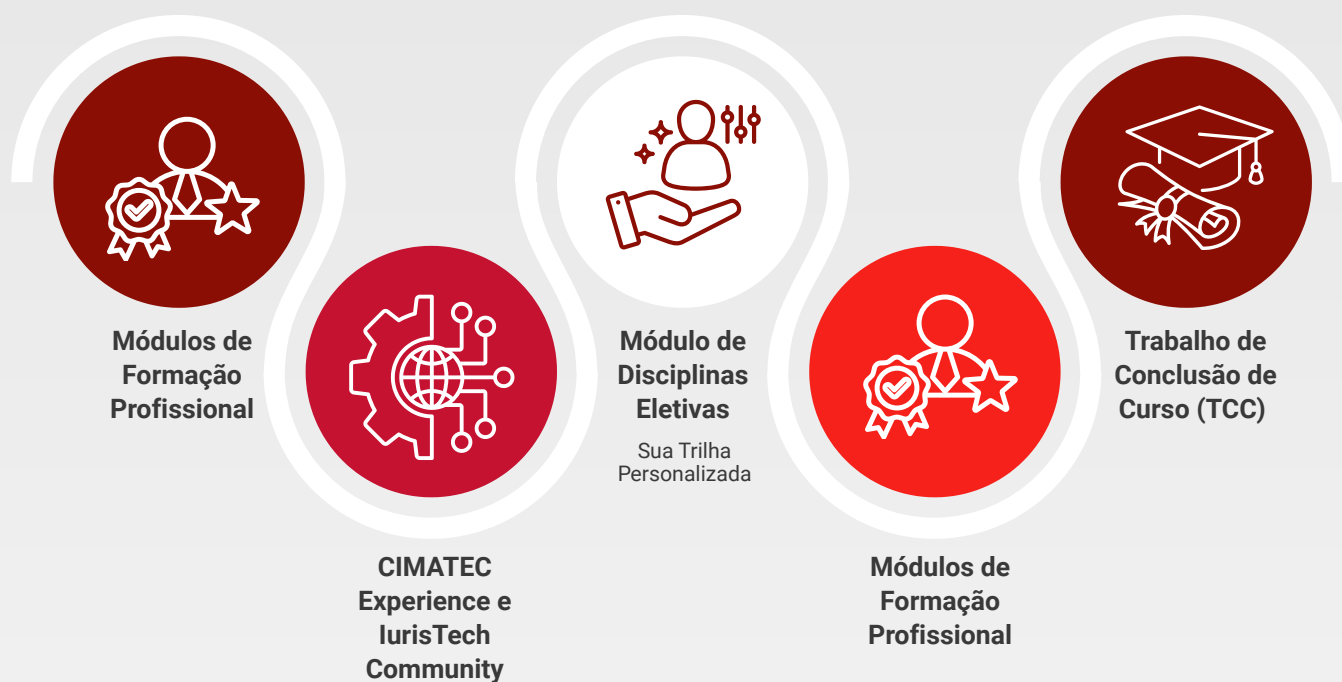 Módulos de
Formação
Profissional
CIMATEC
Experience e
IurisTech
Community
Módulo de
Disciplinas
Eletivas
Sua Trilha
Personalizada
Módulos de
Formação
Profissional
Trabalho de
Conclusão de
Curso (TCC)